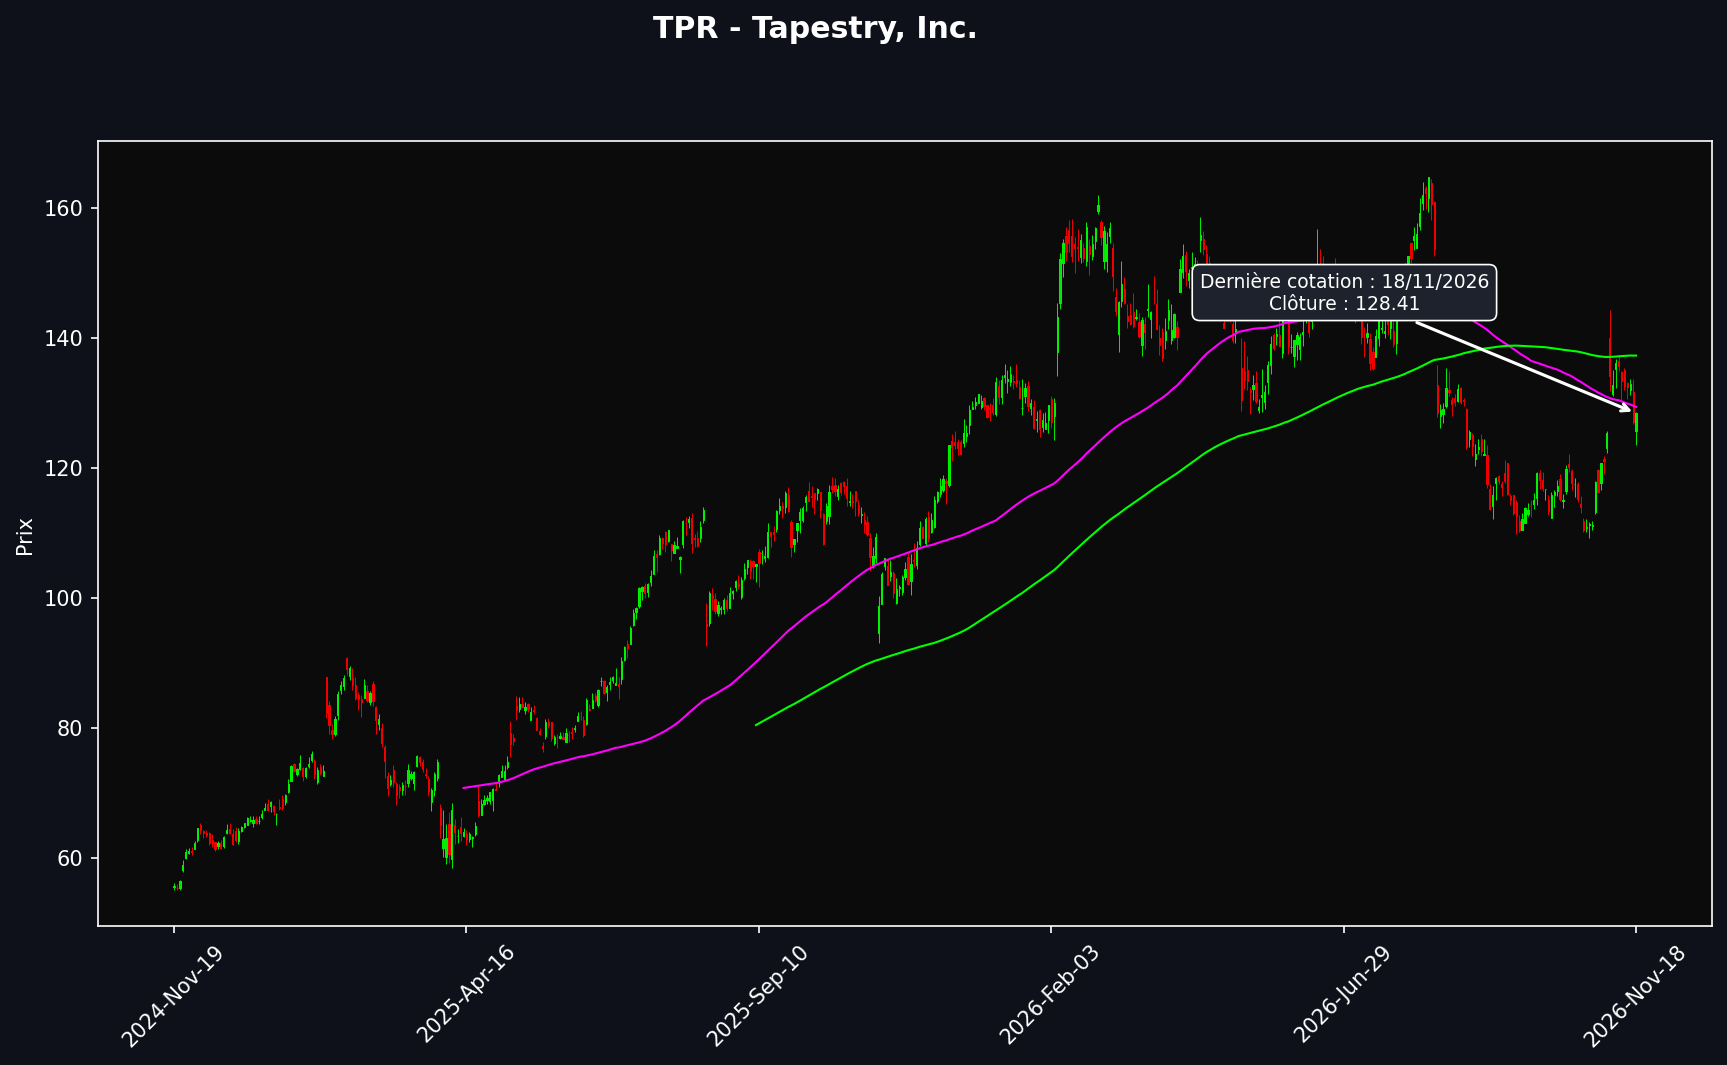 TPR - Tapestry, Inc.
160
140
120
100
80
60
Prix
Dernière cotation : 18/11/2026
Clôture : 128.41
2024-Nov-19
2025-Apr-16
2025-Sep-10
2026-Feb-03
2026-Jun-29
2026-Nov-18